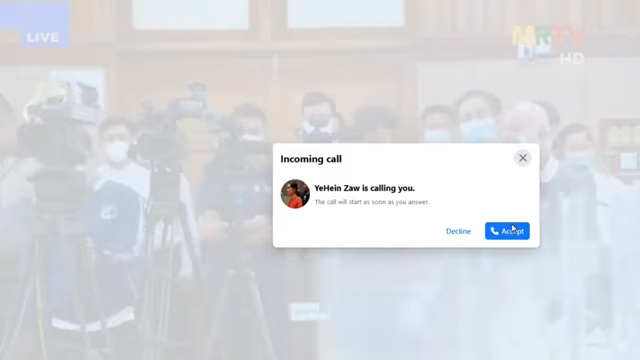 LIVE
MRTV
HD
Incoming call
YeHein Zaw is calling you.
The call will start as soon as you answer.
Decline
Accept